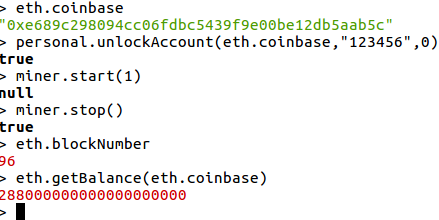 > eth.coinbase
"0xe689c298094cc06fdbc5439f9e00be12db5aab5c"
> personal.unlockAccount(eth.coinbase,"123456",0)
true
> miner.start(1)
null
> miner.stop()
true
> eth.blockNumber
96
> eth.getBalance(eth.coinbase)
288000000000000000000
>